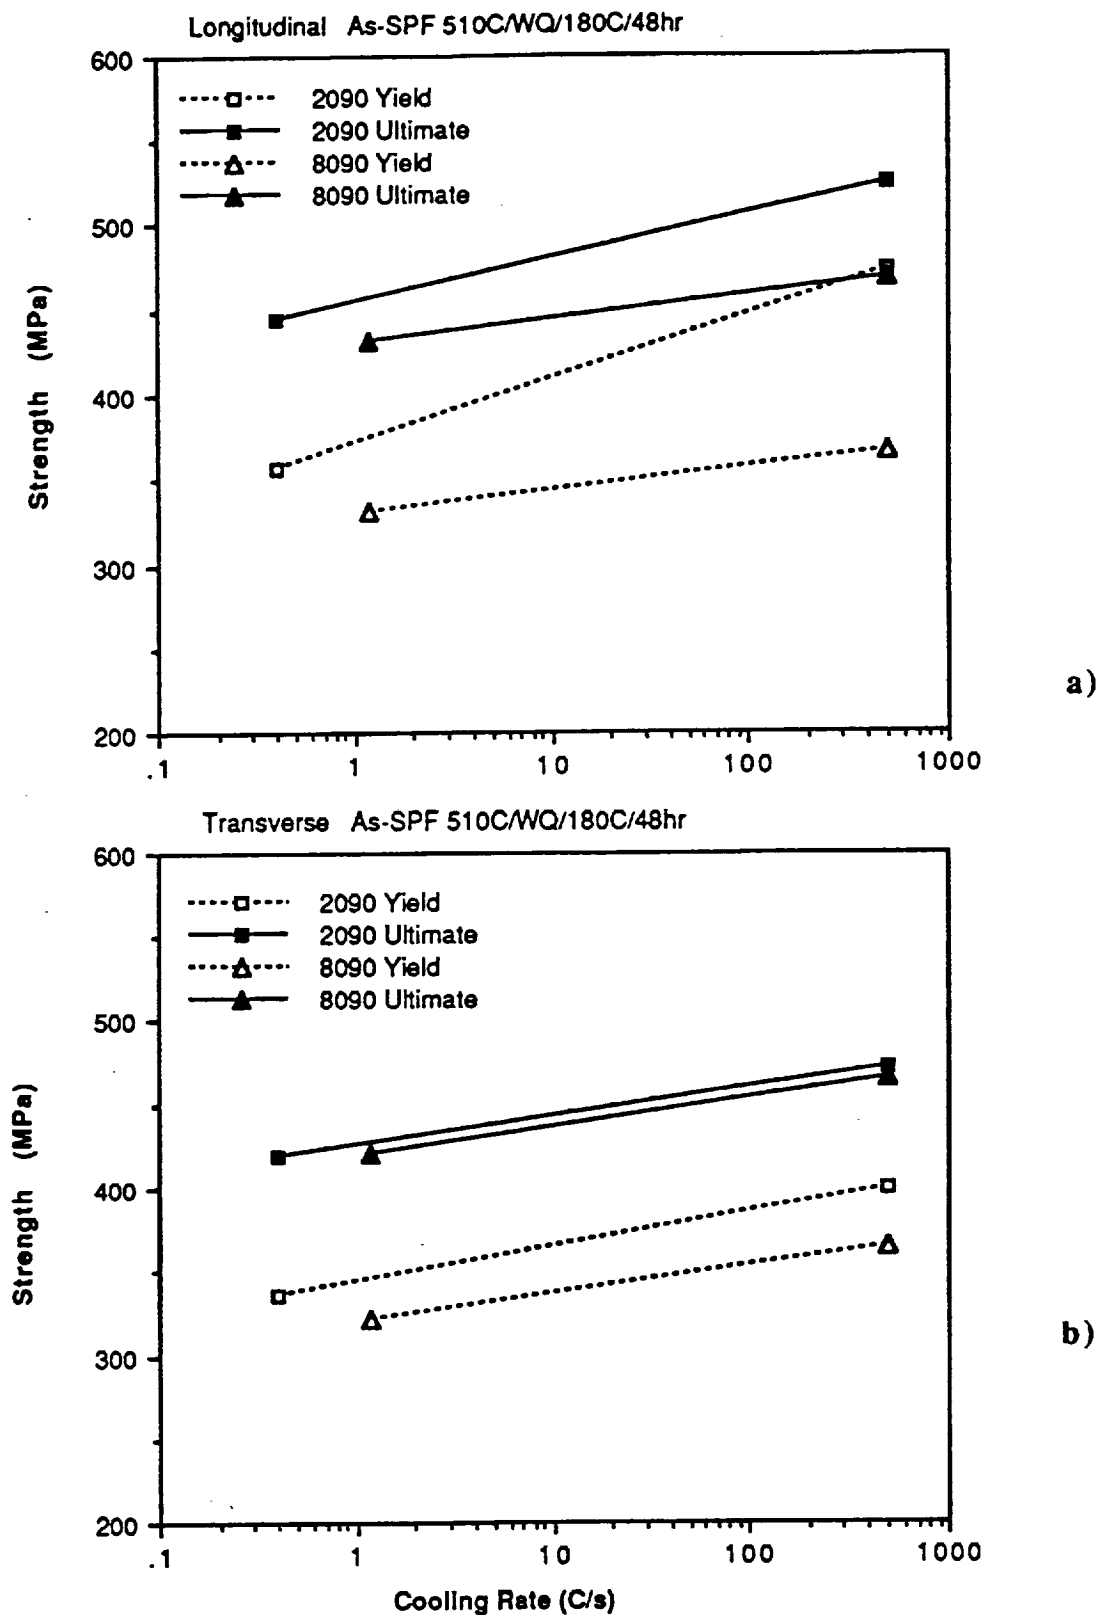 Longitudinal As-SPF 510C/WQ/180C/48hr
600
500
400
300
200
Strength (MPa)
2090 Yield
2090 Ultimate
8090 Yield
8090 Ultimate
.1 1 10 100 1000
a)
Transverse As-SPF 510C/WQ/180C/48hr
600
500
400
300
200
Strength (MPa)
2090 Yield
2090 Ultimate
8090 Yield
8090 Ultimate
.1 1 10 100 1000
Cooling Rate (C/s)
b)